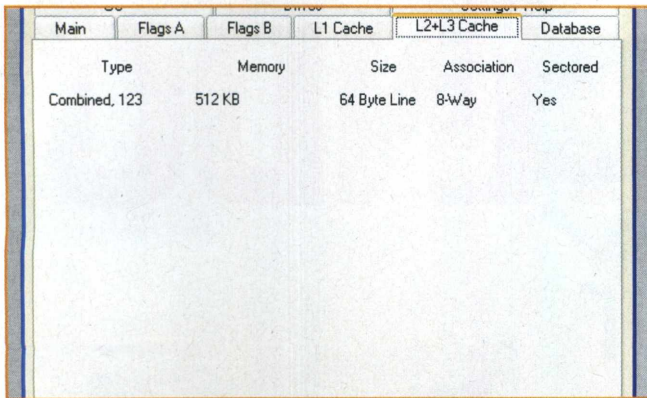 Main Flags A Flags B L1 Cache L2+L3 Cache Database
Type Memory Size Association Sectored
Combined, 123 512 KB 64 Byte Line 8-Way Yes